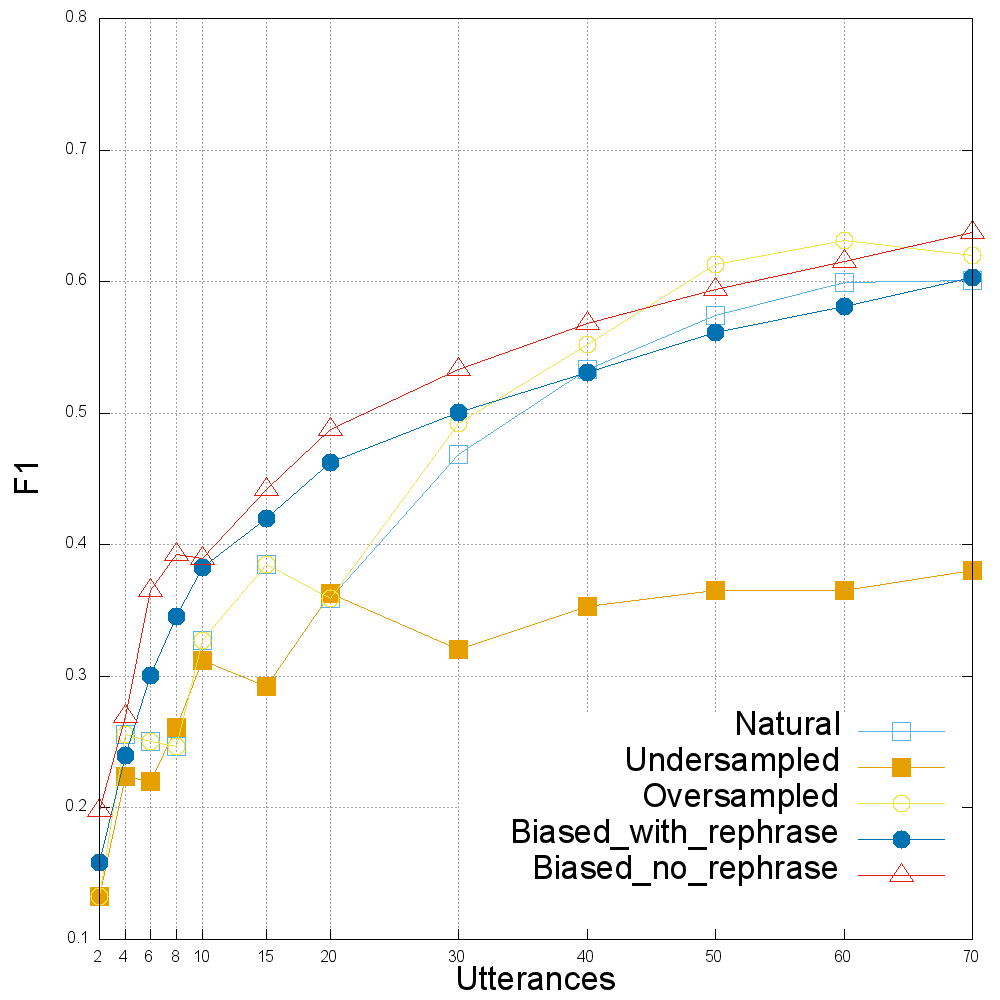 0.8
0.7
0.6
0.5
0.4
0.3
0.2
0.1
F1
Natural
Undersampled
Oversampled
Biased_with_rephrase
Biased_no_rephrase
2 4 6 8 10 15 20 30 40 50 60 70
Utterances